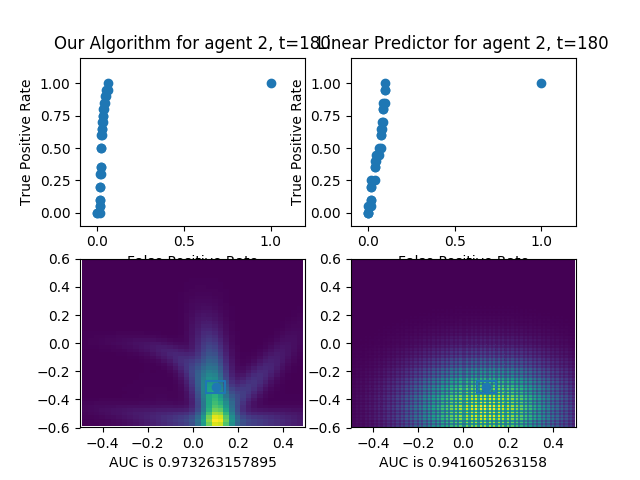 Our Algorithm for agent 2, t=180
Linear Predictor for agent 2, t=180
True Positive Rate
1.00
0.75
0.50
0.25
0.00
0.0 0.5 1.0
False Positive Rate
True Positive Rate
1.00
0.75
0.50
0.25
0.00
0.0 0.5 1.0
False Positive Rate
0.6
0.4
0.2
0.0
−0.2
−0.4
−0.6
−0.4 −0.2 0.0 0.2 0.4
AUC is 0.973263157895
0.6
0.4
0.2
0.0
−0.2
−0.4
−0.6
−0.4 −0.2 0.0 0.2 0.4
AUC is 0.941605263158